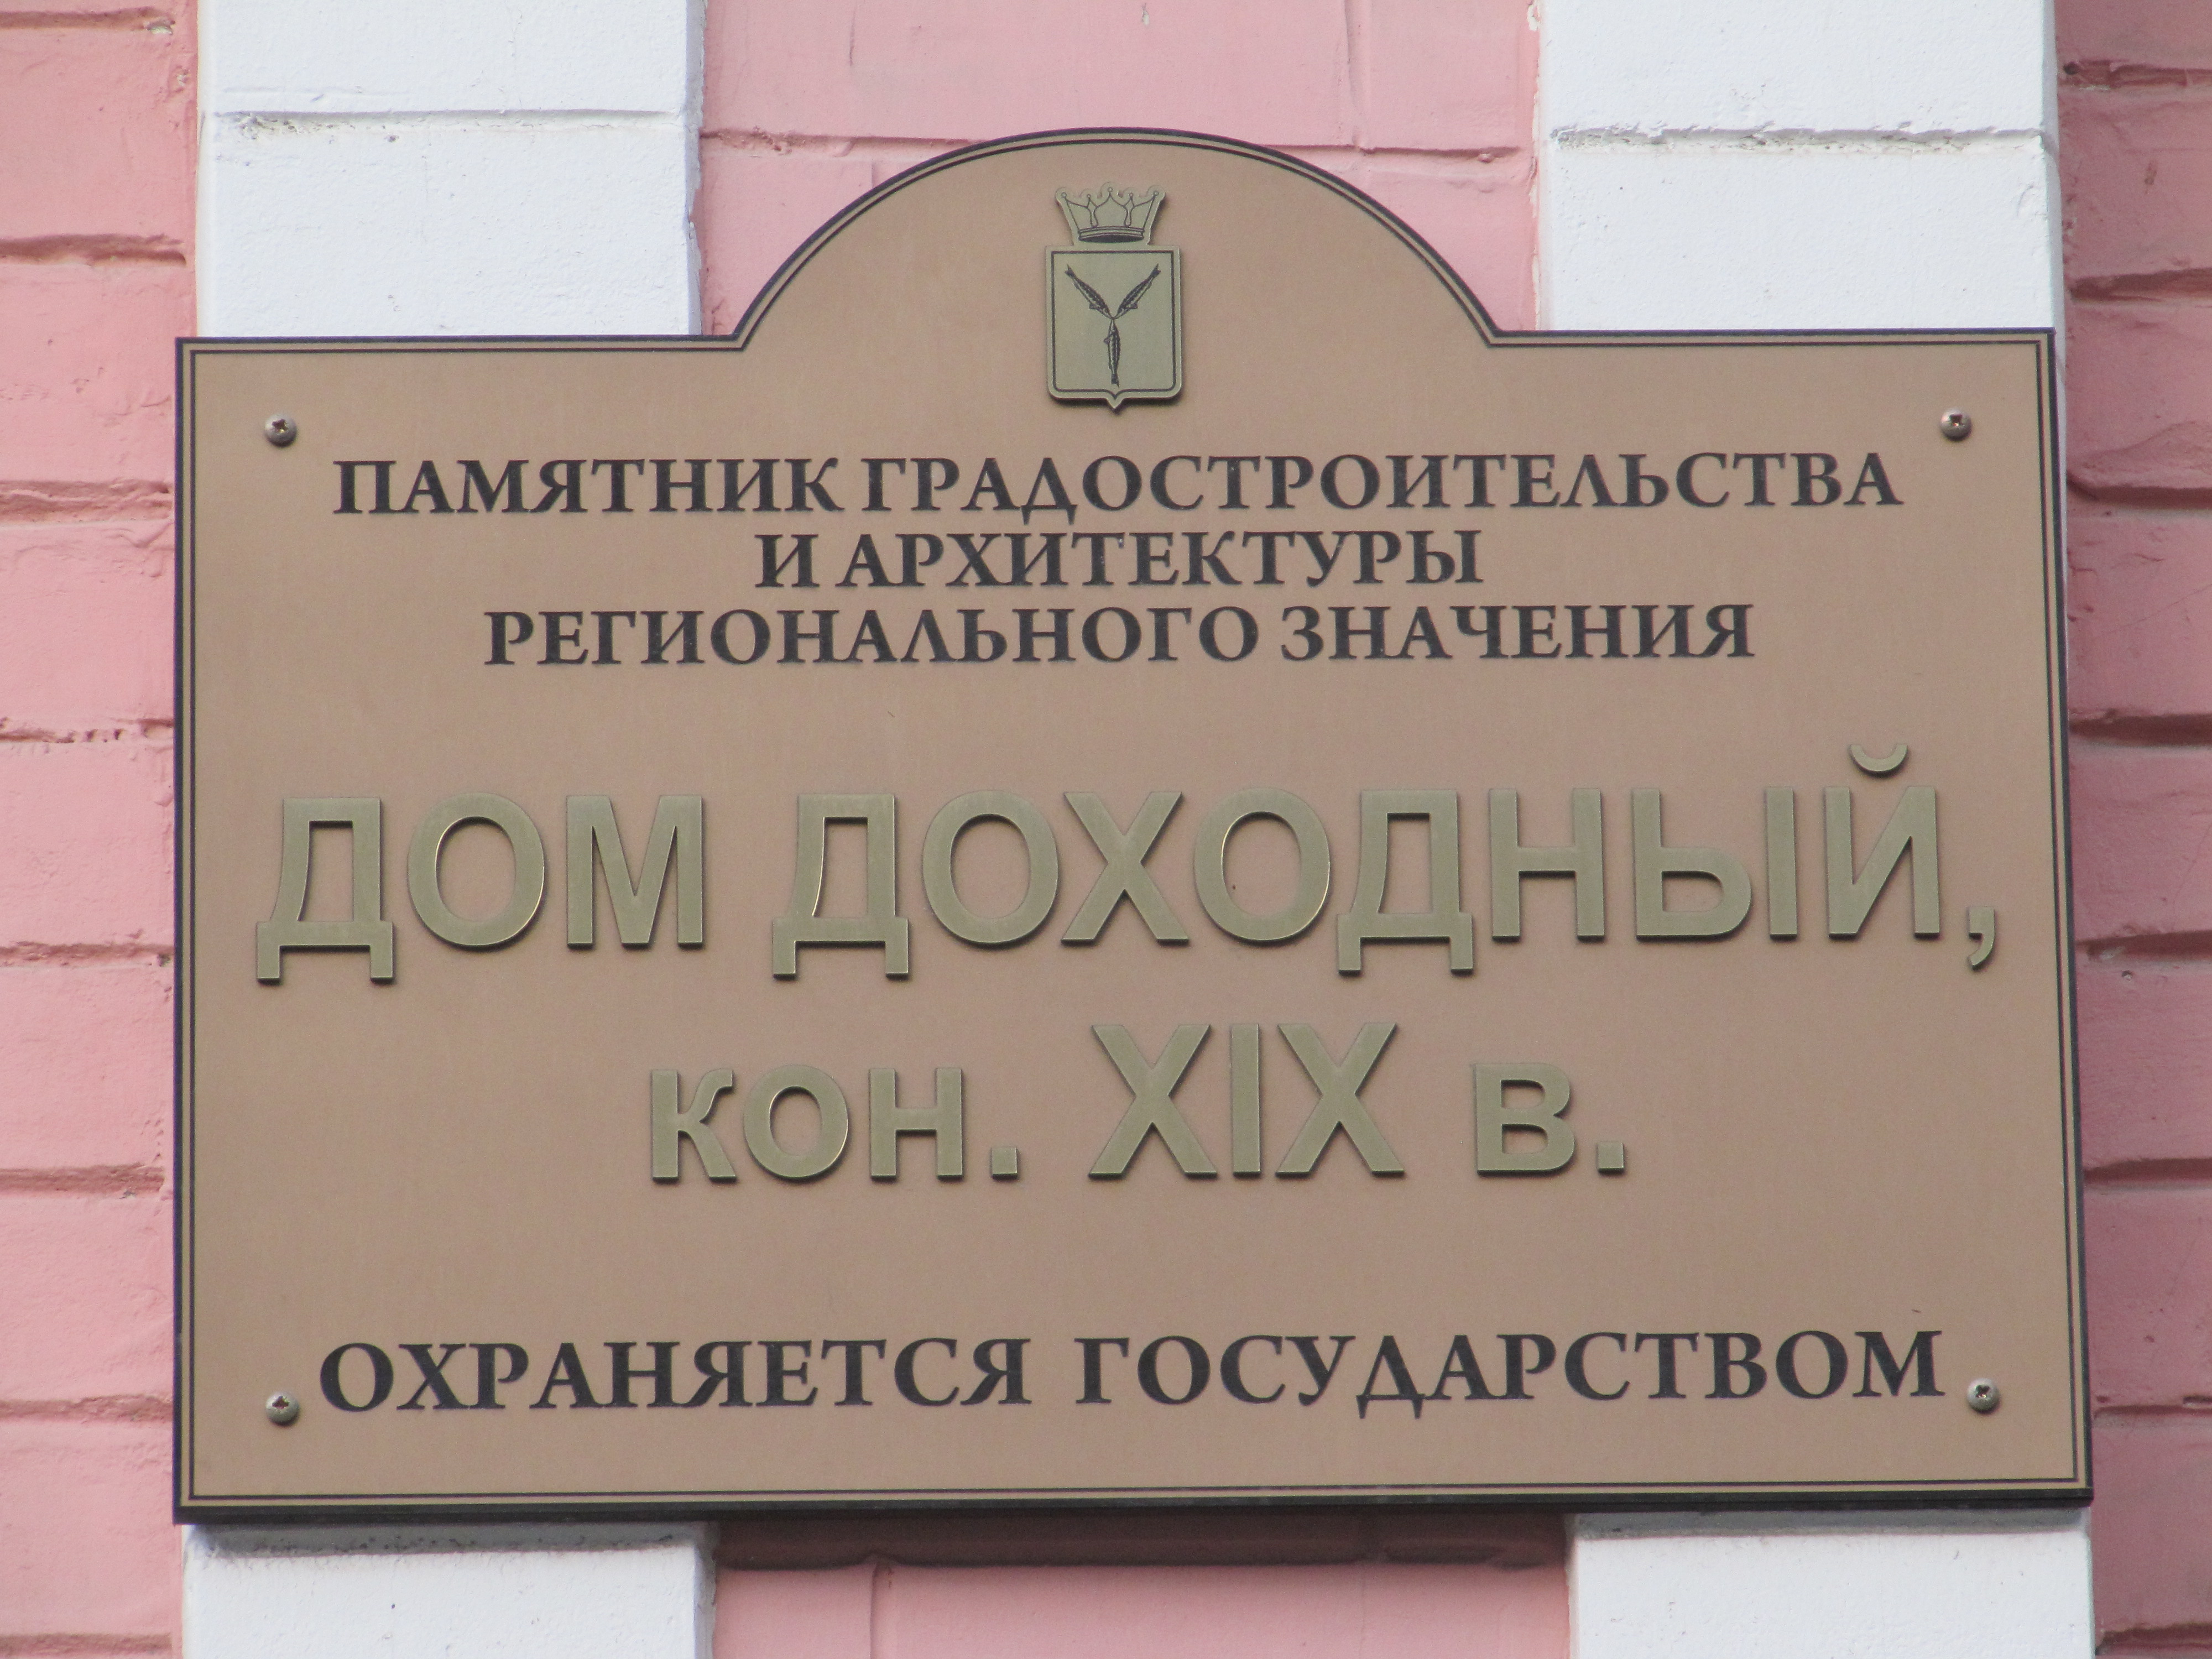 ПАМЯТНИК ГРАДОСТРОИТЕЛЬСТВА
И АРХИТЕКТУРЫ
РЕГИОНАЛЬНОГО ЗНАЧЕНИЯ
ДОМ ДОХОДНЫЙ,
кон. XIX в.
ОХРАНЯЕТСЯ ГОСУДАРСТВОМ